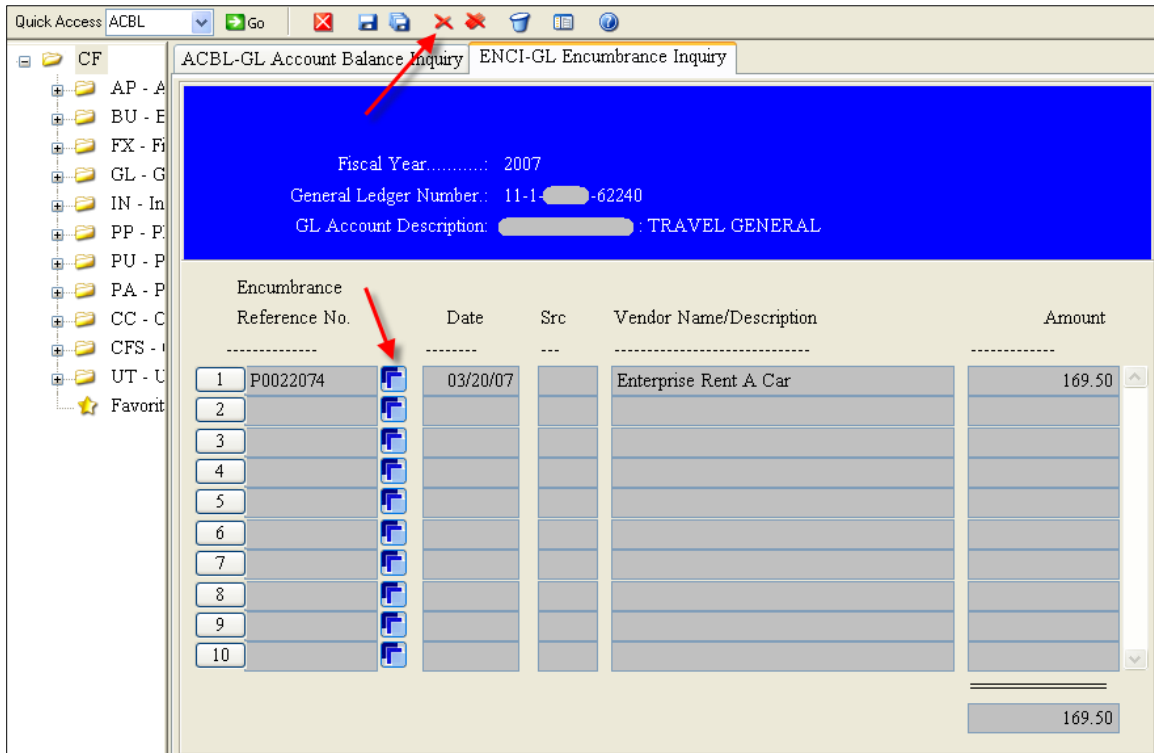 Quick Access ACBL Go
CF
AP - A
BU - E
FX - Fi
GL - G
IN - In
PP - P
PU - P
PA - P
CC - C
CFS -
UT - U
Favorit
ACBL-GL Account Balance Inquiry ENCI-GL Encumbrance Inquiry
Fiscal Year..........: 2007
General Ledger Number.: 11-1- -62240
GL Account Description: : TRAVEL GENERAL
Encumbrance
Reference No. Date Src Vendor Name/Description Amount
-------------- -------- --- ---------------------------- -------------
1 P0022074 03/20/07 Enterprise Rent A Car 169.50
2
3
4
5
6
7
8
9
10
169.50